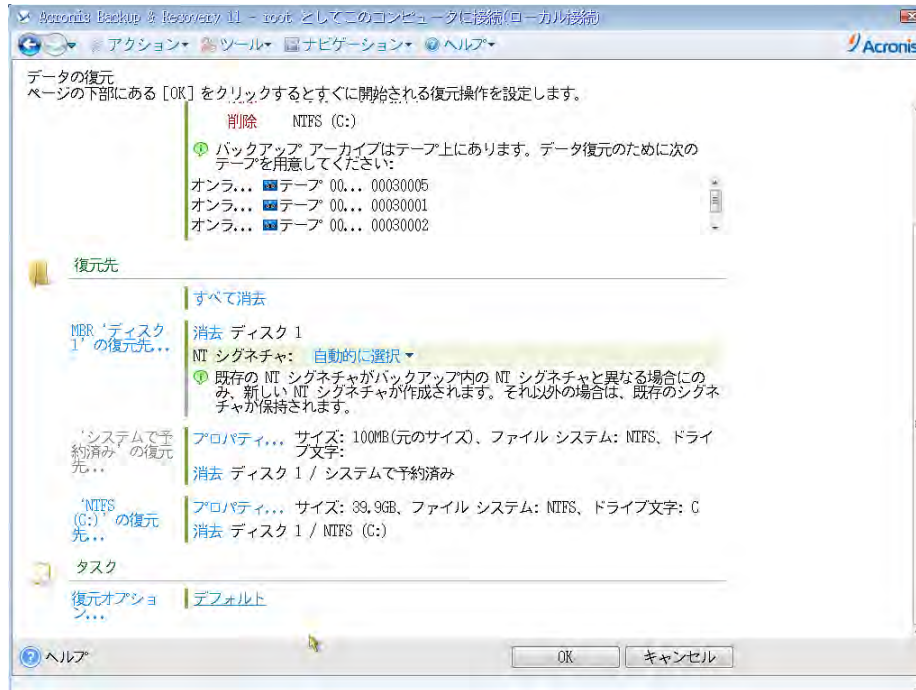 Acronis Backup & Recovery 11 - root としてこのコンピュータに接続(ローカル接続)
アクション ツール ナビゲーション ヘルプ
Acronis
データの復元
ページの下部にある [OK] をクリックするとすぐに開始される復元操作を設定します。
削除 NTFS (C:)
バックアップ アーカイブはテープ上にあります。データ復元のために次の
テープを用意してください:
オンラ... テープ 00... 00030005
オンラ... テープ 00... 00030001
オンラ... テープ 00... 00030002
復元先
すべて消去
MBR 'ディスク
1' の復元先...
消去 ディスク 1
NT シグネチャ: 自動的に選択
既存の NT シグネチャがバックアップ内の NT シグネチャと異なる場合にの
み、新しい NT シグネチャが作成されます。それ以外の場合は、既存のシグネ
チャが保持されます。
'システムで予
約済み' の復元
先...
プロパティ... サイズ: 100MB(元のサイズ)、ファイル システム: NTFS、ドライ
ブ文字:
消去 ディスク 1 / システムで予約済み
'NTFS
(C:)' の復元
先...
プロパティ... サイズ: 39.9GB、ファイル システム: NTFS、ドライブ文字: C
消去 ディスク 1 / NTFS (C:)
タスク
復元オプショ
ン...
デフォルト
ヘルプ
OK
キャンセル